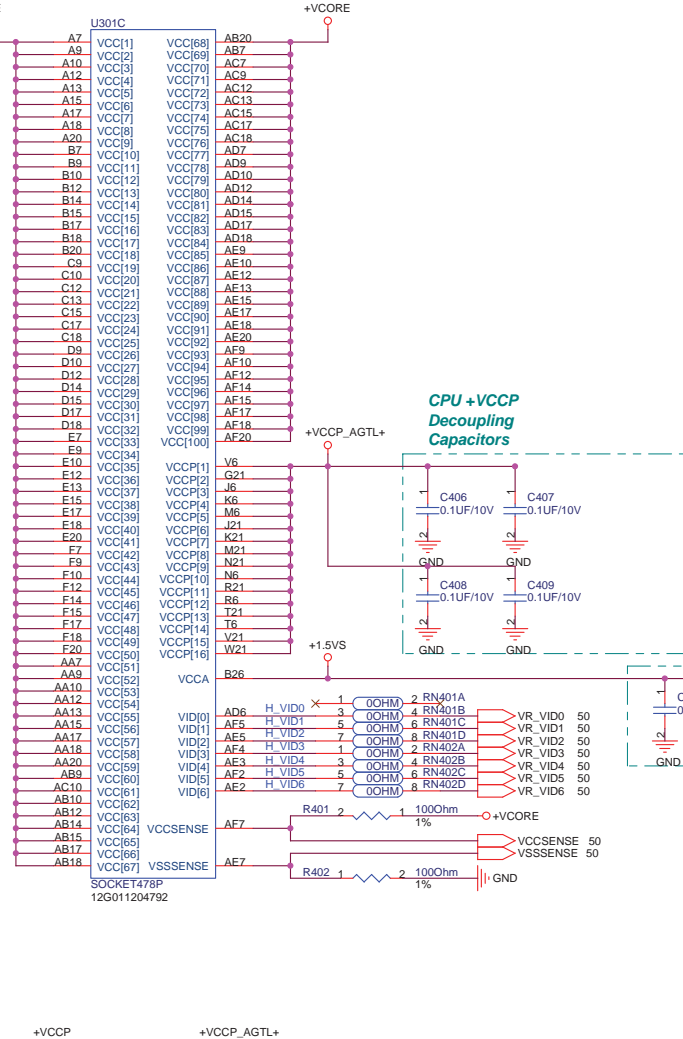 +VCORE
U301C
A7 VCC[1] VCC[68] AB20
A9 VCC[2] VCC[69] AB7
A10 VCC[3] VCC[70] AC7
A12 VCC[4] VCC[71] AC9
A13 VCC[5] VCC[72] AC12
A15 VCC[6] VCC[73] AC13
A17 VCC[7] VCC[74] AC15
A18 VCC[8] VCC[75] AC17
A20 VCC[9] VCC[76] AC18
B7 VCC[10] VCC[77] AD7
B9 VCC[11] VCC[78] AD9
B10 VCC[12] VCC[79] AD10
B12 VCC[13] VCC[80] AD12
B14 VCC[14] VCC[81] AD14
B15 VCC[15] VCC[82] AD15
B17 VCC[16] VCC[83] AD17
B18 VCC[17] VCC[84] AD18
B20 VCC[18] VCC[85] AE9
C9 VCC[19] VCC[86] AE10
C10 VCC[20] VCC[87] AE12
C12 VCC[21] VCC[88] AE13
C13 VCC[22] VCC[89] AE15
C15 VCC[23] VCC[90] AE17
C17 VCC[24] VCC[91] AE18
C18 VCC[25] VCC[92] AE20
D9 VCC[26] VCC[93] AF9
D10 VCC[27] VCC[94] AF10
D12 VCC[28] VCC[95] AF12
D14 VCC[29] VCC[96] AF14
D15 VCC[30] VCC[97] AF15
D17 VCC[31] VCC[98] AF17
D18 VCC[32] VCC[99] AF18
E7 VCC[33] VCC[100] AF20
E9 VCC[34]
E10 VCC[35] VCCP[1] V6
E12 VCC[36] VCCP[2] G21
E13 VCC[37] VCCP[3] J6
E15 VCC[38] VCCP[4] K6
E17 VCC[39] VCCP[5] M6
E18 VCC[40] VCCP[6] J21
E20 VCC[41] VCCP[7] K21
F7 VCC[42] VCCP[8] M21
F9 VCC[43] VCCP[9] N21
F10 VCC[44] VCCP[10] N6
F12 VCC[45] VCCP[11] R21
F14 VCC[46] VCCP[12] R6
F15 VCC[47] VCCP[13] T21
F17 VCC[48] VCCP[14] T6
F18 VCC[49] VCCP[15] V21
F20 VCC[50] VCCP[16] W21
AA7 VCC[51]
AA9 VCC[52] VCCA B26
AA10 VCC[53]
AA12 VCC[54]
AA13 VCC[55] VID[0] AD6
AA15 VCC[56] VID[1] AF5
AA17 VCC[57] VID[2] AE5
AA18 VCC[58] VID[3] AF4
AA20 VCC[59] VID[4] AE3
AB9 VCC[60] VID[5] AF2
AC10 VCC[61] VID[6] AE2
AB10 VCC[62]
AB12 VCC[63]
AB14 VCC[64] VCCSENSE AF7
AB15 VCC[65]
AB17 VCC[66]
AB18 VCC[67] VSSSENSE AE7
SOCKET478P
12G011204792
CPU +VCCP
Decoupling
Capacitors
+VCCP_AGTL+
1 C406 0.1UF/10V 2 GND
1 C407 0.1UF/10V 2 GND
1 C408 0.1UF/10V 2 GND
1 C409 0.1UF/10V 2 GND
+1.5VS
1 C
0
2 GND
1 0OHM 2 RN401A
H_VID0 3 0OHM 4 RN401B VR_VID0 50
H_VID1 5 0OHM 6 RN401C VR_VID1 50
H_VID2 7 0OHM 8 RN401D VR_VID2 50
H_VID3 1 0OHM 2 RN402A VR_VID3 50
H_VID4 3 0OHM 4 RN402B VR_VID4 50
H_VID5 5 0OHM 6 RN402C VR_VID5 50
H_VID6 7 0OHM 8 RN402D VR_VID6 50
R401 2 1 100Ohm +VCORE
1%
VCCSENSE 50
VSSSENSE 50
R402 1 2 100Ohm GND
1%
+VCCP +VCCP_AGTL+